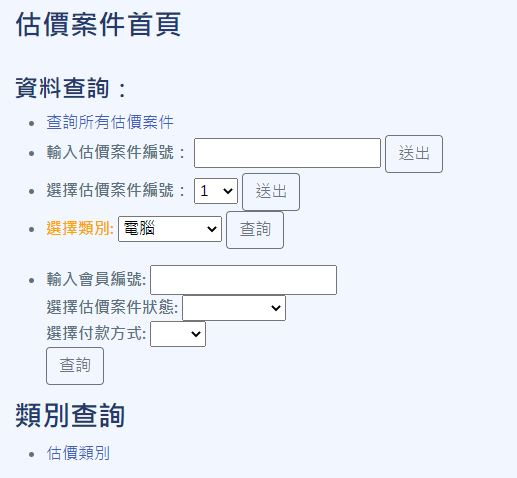 估價案件首頁
資料查詢：
查詢所有估價案件
輸入估價案件編號： 送出
選擇估價案件編號： 1 送出
選擇類別: 電腦 查詢
輸入會員編號:
選擇估價案件狀態:
選擇付款方式:
查詢
類別查詢
估價類別